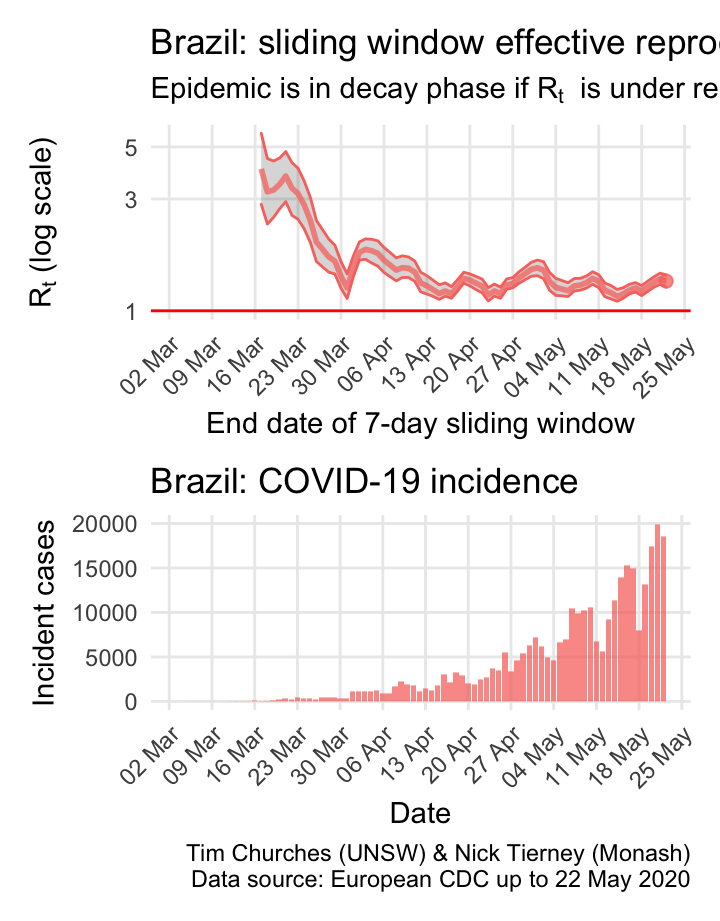 Brazil: sliding window effective
Epidemic is in decay phase if Rt is under
Rt (log scale)
5
3
1
02 Mar
09 Mar
16 Mar
23 Mar
30 Mar
06 Apr
13 Apr
20 Apr
27 Apr
04 May
11 May
18 May
25 May
End date of 7-day sliding window
Brazil: COVID-19 incidence
Incident cases
20000
15000
10000
5000
0
02 Mar
09 Mar
16 Mar
23 Mar
30 Mar
06 Apr
13 Apr
20 Apr
27 Apr
04 May
11 May
18 May
25 May
Date
Tim Churches (UNSW) & Nick Tierney (Monash)
Data source: European CDC up to 22 May 2020